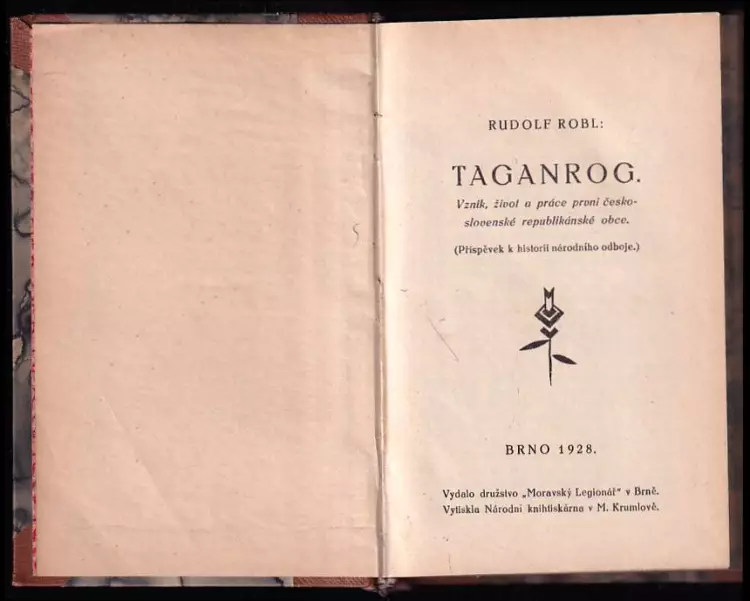 RUDOLF ROBL:
TAGANROG.
Vznik, život a práce první česko-
slovenské republikánské obce.
(Příspěvek k historii národního odboje.)
BRNO 1928.
Vydalo družstvo „Moravský Legionář" v Brně.
Vytiskla Národní knihtiskárna v M. Krumlově.